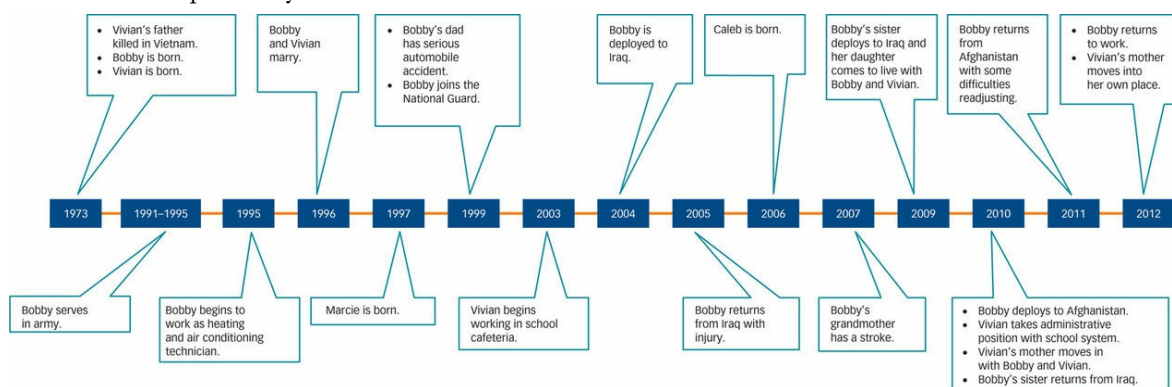 • Vivian's father
killed in Vietnam.
• Bobby is born.
• Vivian is born.
Bobby
and Vivian
marry.
• Bobby's dad
has serious
automobile
accident.
• Bobby joins the
National Guard.
Bobby is
deployed to
Iraq.
Caleb is born.
Bobby's sister
deploys to Iraq and
her daughter
comes to live with
Bobby and Vivian.
Bobby returns
from
Afghanistan
with some
difficulties
readjusting.
• Bobby returns
to work.
• Vivian's mother
moves into
her own place.
1973
1991–1995
1995
1996
1997
1999
2003
2004
2005
2006
2007
2009
2010
2011
2012
Bobby serves
in army.
Bobby begins to
work as heating
and air conditioning
technician.
Marcie is born.
Vivian begins
working in school
cafeteria.
Bobby returns
from Iraq with
injury.
Bobby's
grandmother
has a stroke.
• Bobby deploys to Afghanistan.
• Vivian takes administrative
position with school system.
• Vivian's mother moves in
with Bobby and Vivian.
• Bobby's sister returns from Iraq.